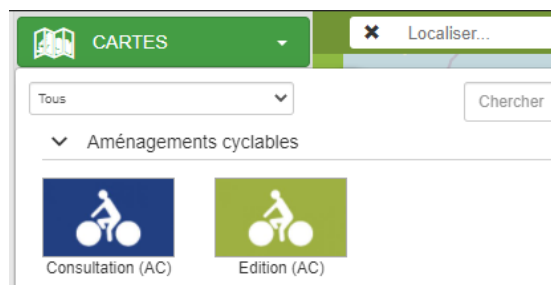 CARTES
Localiser...
Tous
Chercher
Aménagements cyclables
Consultation (AC)
Edition (AC)